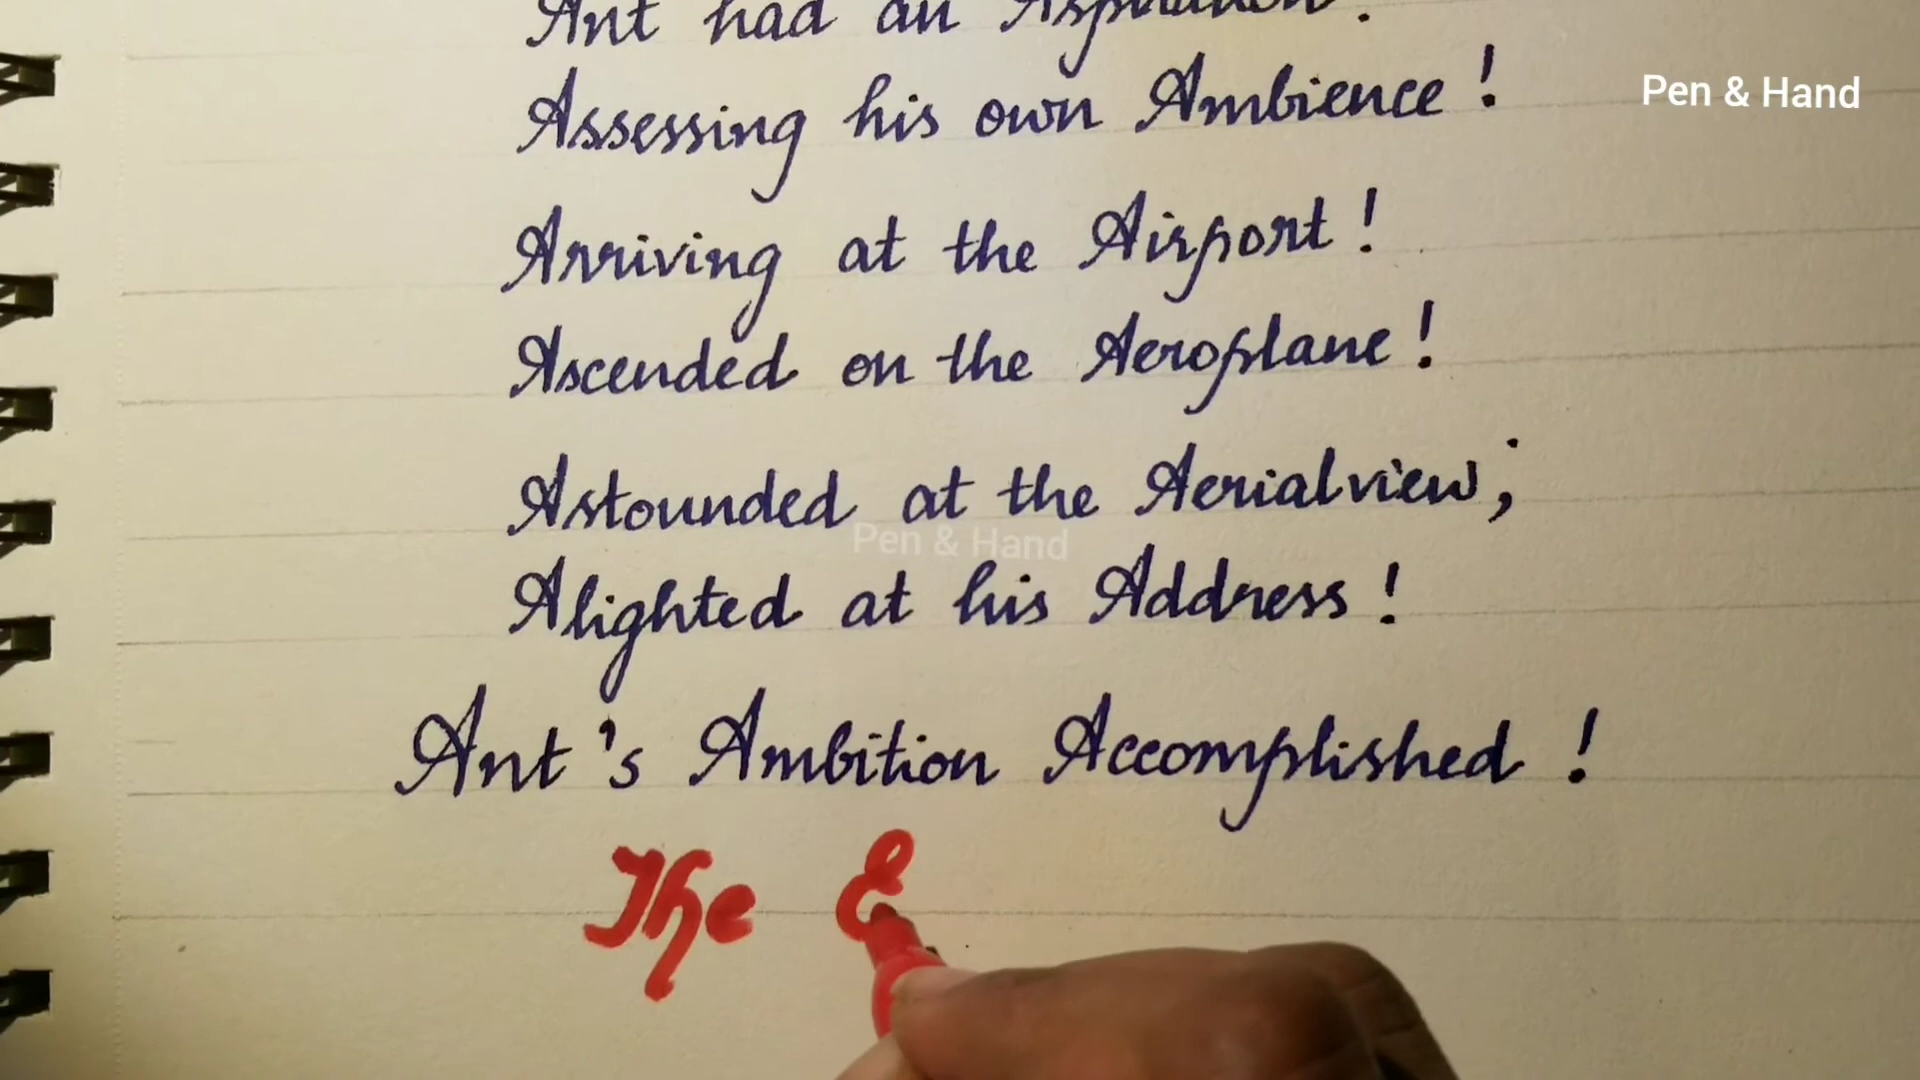 Ant had an Aspiration!
Assessing his own Ambience!
Pen & Hand
Arriving at the Airport!
Ascended on the Aeroplane!
Astounded at the Aerialview;
Pen & Hand
Alighted at his Address!
Ant's Ambition Accomplished!
The E